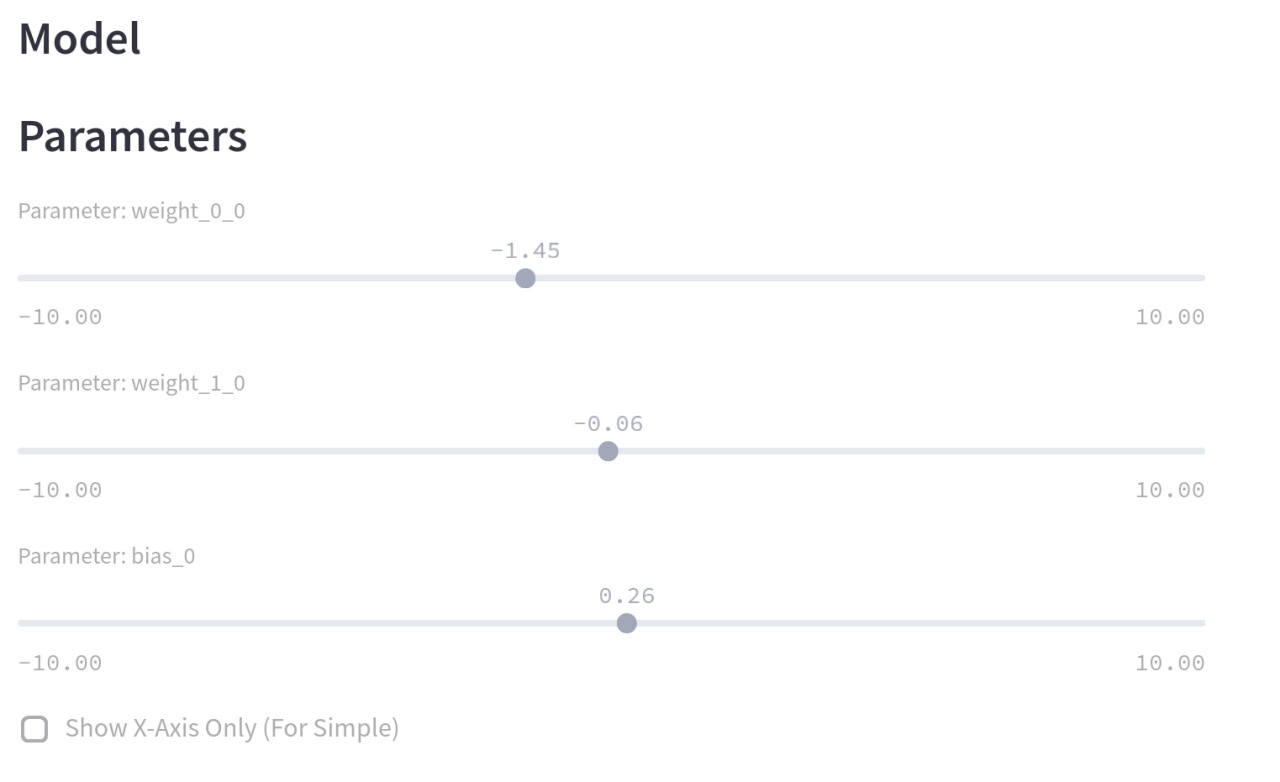 Model
Parameters
Parameter: weight_0_0
-1.45
-10.00 10.00
Parameter: weight_1_0
-0.06
-10.00 10.00
Parameter: bias_0
0.26
-10.00 10.00
Show X-Axis Only (For Simple)